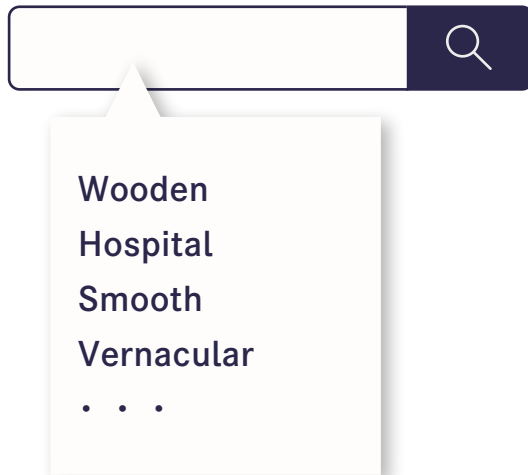 Wooden
Hospital
Smooth
Vernacular
. . .